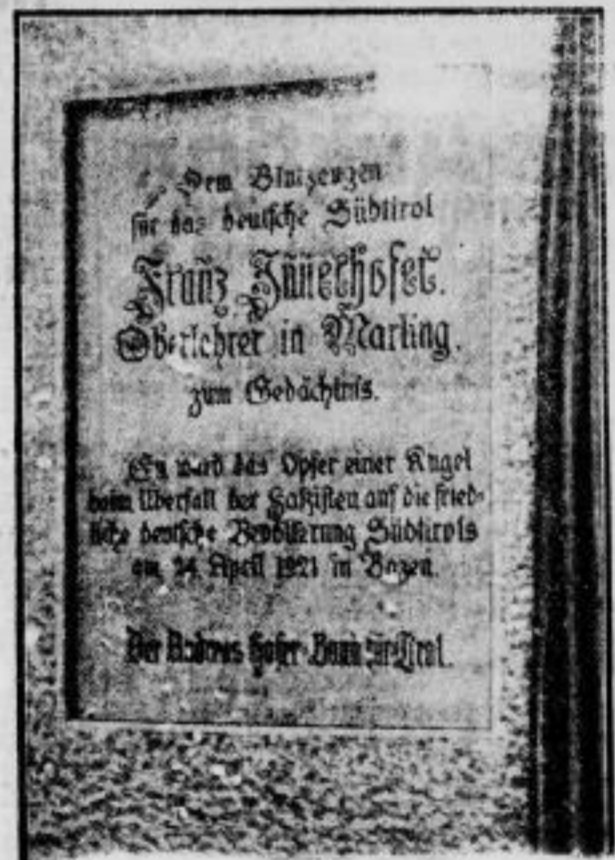 Dem Blutzeugen
für das deutsche Südtirol
Franz Innerhofer.
Oberlehrer in Marling.
zum Gedächtnis.
Er ward das Opfer einer Kugel
beim Überfall der Faszisten auf die fried-
liche deutsche Bevölkerung Südtirols
am 24. April 1921 in Bozen.
Der Andreas Hofer-Bund für Tirol.